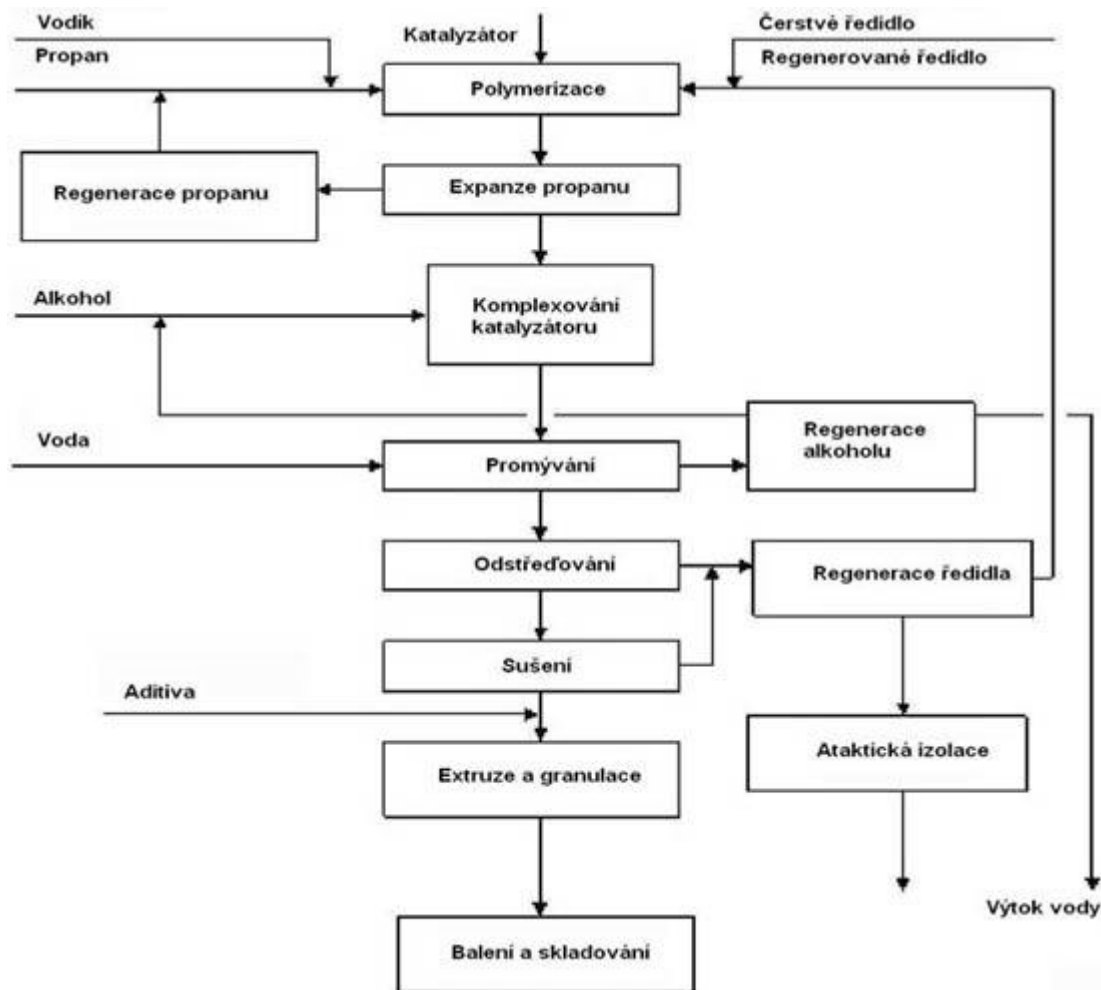 Vodík
Propan
Katalyzátor
Čerstvé ředidlo
Regenerované ředidlo
Polymerizace
Regenerace propanu
Expanze propanu
Alkohol
Komplexování
katalyzátoru
Voda
Promývání
Regenerace
alkoholu
Odstřeďování
Regenerace ředidla
Sušení
Aditiva
Extruze a granulace
Ataktická izolace
Výtok vody
Balení a skladování